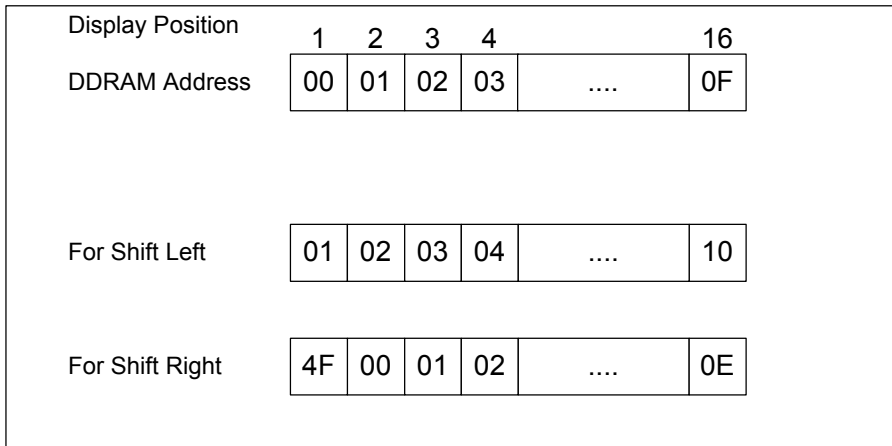 Display Position 1 2 3 4 16
DDRAM Address 00 01 02 03 .... 0F
For Shift Left 01 02 03 04 .... 10
For Shift Right 4F 00 01 02 .... 0E